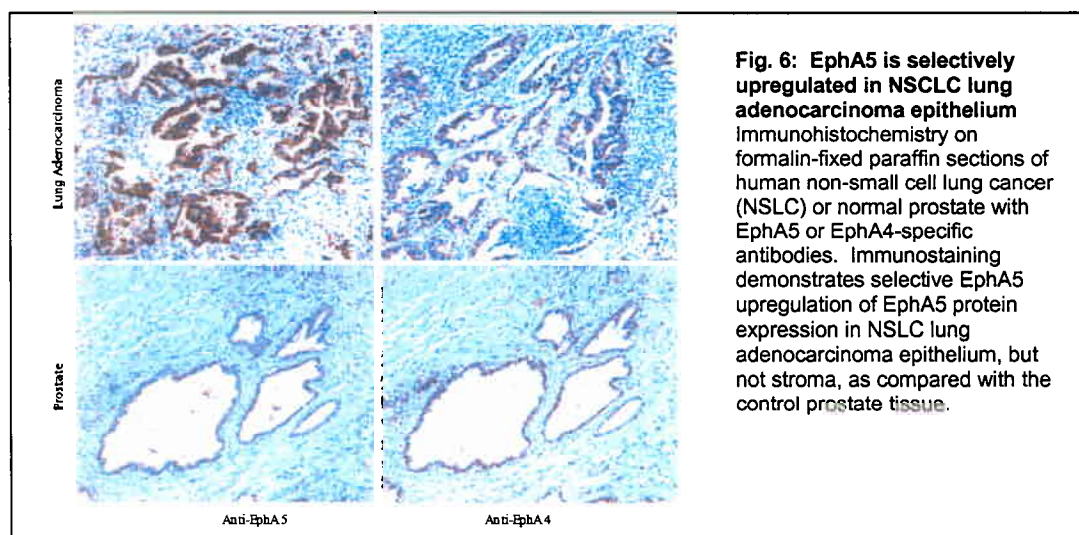 Lung Adenocarcinoma
Prostate
Anti-EphA5
Anti-EphA4
Fig. 6: EphA5 is selectively
upregulated in NSCLC lung
adenocarcinoma epithelium
Immunohistochemistry on
formalin-fixed paraffin sections of
human non-small cell lung cancer
(NSLC) or normal prostate with
EphA5 or EphA4-specific
antibodies. Immunostaining
demonstrates selective EphA5
upregulation of EphA5 protein
expression in NSLC lung
adenocarcinoma epithelium, but
not stroma, as compared with the
control prostate tissue.